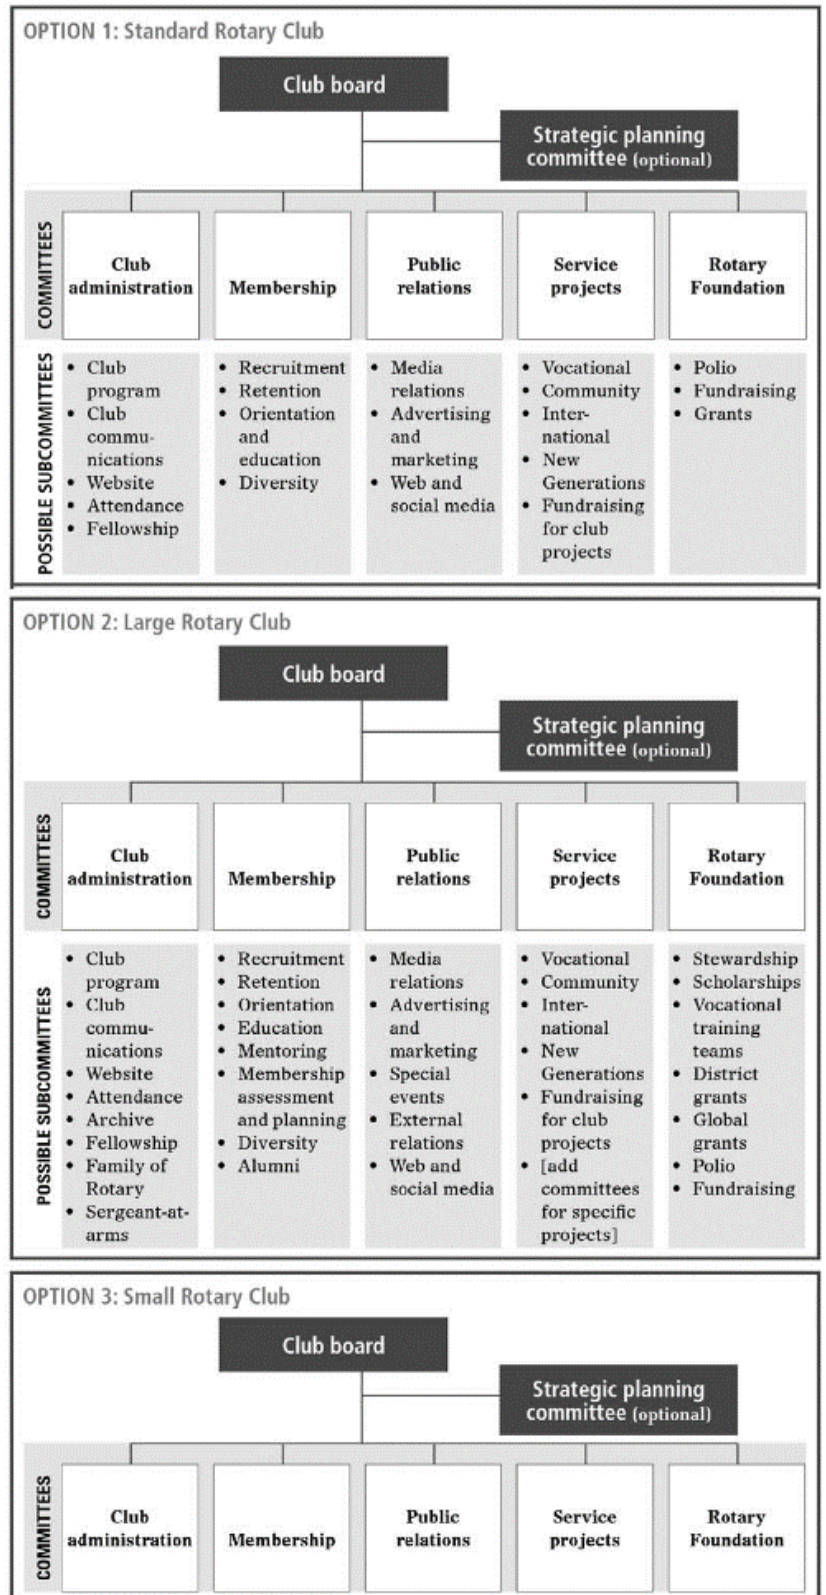 OPTION 1: Standard Rotary Club
Club board
Strategic planning
committee (optional)
COMMITTEES
Club
administration
Membership
Public
relations
Service
projects
Rotary
Foundation
POSSIBLE SUBCOMMITTEES
• Club
program
• Club
commu-
nications
• Website
• Attendance
• Fellowship
• Recruitment
• Retention
• Orientation
and
education
• Diversity
• Media
relations
• Advertising
and
marketing
• Web and
social media
• Vocational
• Community
• Inter-
national
• New
Generations
• Fundraising
for club
projects
• Polio
• Fundraising
• Grants
OPTION 2: Large Rotary Club
Club board
Strategic planning
committee (optional)
COMMITTEES
Club
administration
Membership
Public
relations
Service
projects
Rotary
Foundation
POSSIBLE SUBCOMMITTEES
• Club
program
• Club
commu-
nications
• Website
• Attendance
• Archive
• Fellowship
• Family of
Rotary
• Sergeant-at-
arms
• Recruitment
• Retention
• Orientation
• Education
• Mentoring
• Membership
assessment
and planning
• Diversity
• Alumni
• Media
relations
• Advertising
and
marketing
• Special
events
• External
relations
• Web and
social media
• Vocational
• Community
• Inter-
national
• New
Generations
• Fundraising
for club
projects
• [add
committees
for specific
projects]
• Stewardship
• Scholarships
• Vocational
training
teams
• District
grants
• Global
grants
• Polio
• Fundraising
OPTION 3: Small Rotary Club
Club board
Strategic planning
committee (optional)
COMMITTEES
Club
administration
Membership
Public
relations
Service
projects
Rotary
Foundation